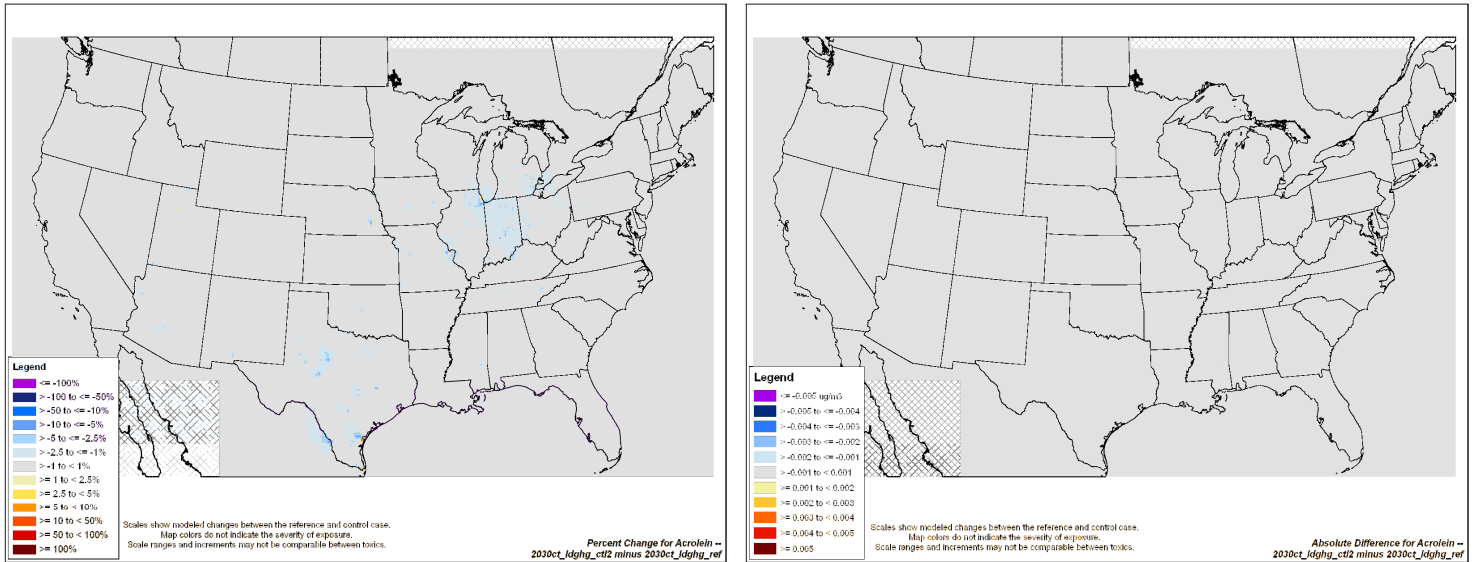 Legend
<= -100%
> -100 to <= -50%
> -50 to <= -10%
> -10 to <= -5%
> -5 to <= -2.5%
> -2.5 to <= -1%
> -1 to < 1%
>= 1 to < 2.5%
>= 2.5 to < 5%
>= 5 to < 10%
>= 10 to < 50%
>= 50 to < 100%
>= 100%
Scales show modeled changes between the reference and control case.
Map colors do not indicate the severity of exposure.
Scale ranges and increments may not be comparable between toxics.
Percent Change for Acrolein --
2030ct_ldghg_ctl2 minus 2030ct_ldghg_ref
Legend
<= -0.005 ug/m3
> -0.005 to <= -0.004
> -0.004 to <= -0.003
> -0.003 to <= -0.002
> -0.002 to <= -0.001
> -0.001 to < 0.001
>= 0.001 to < 0.002
>= 0.002 to < 0.003
>= 0.003 to < 0.004
>= 0.004 to < 0.005
>= 0.005
Scales show modeled changes between the reference and control case.
Map colors do not indicate the severity of exposure.
Scale ranges and increments may not be comparable between toxics.
Absolute Difference for Acrolein --
2030ct_ldghg_ctl2 minus 2030ct_ldghg_ref